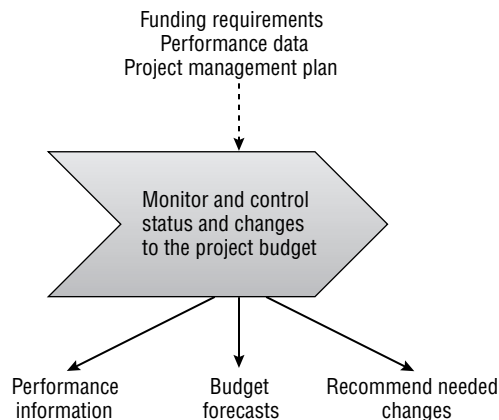 Funding requirements
Performance data
Project management plan
Monitor and control
status and changes
to the project budget
Performance
information
Budget
forecasts
Recommend needed
changes